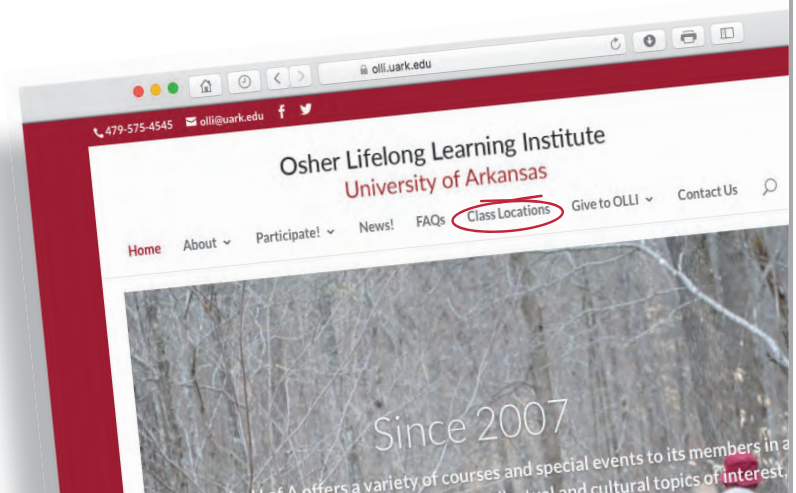 olli.uark.edu
479-575-4545 olli@uark.edu
Osher Lifelong Learning Institute
University of Arkansas
Home About Participate! News! FAQs Class Locations Give to OLLI Contact Us
Since 2007
of A offers a variety of courses and special events to its members in a
and cultural topics of interest,